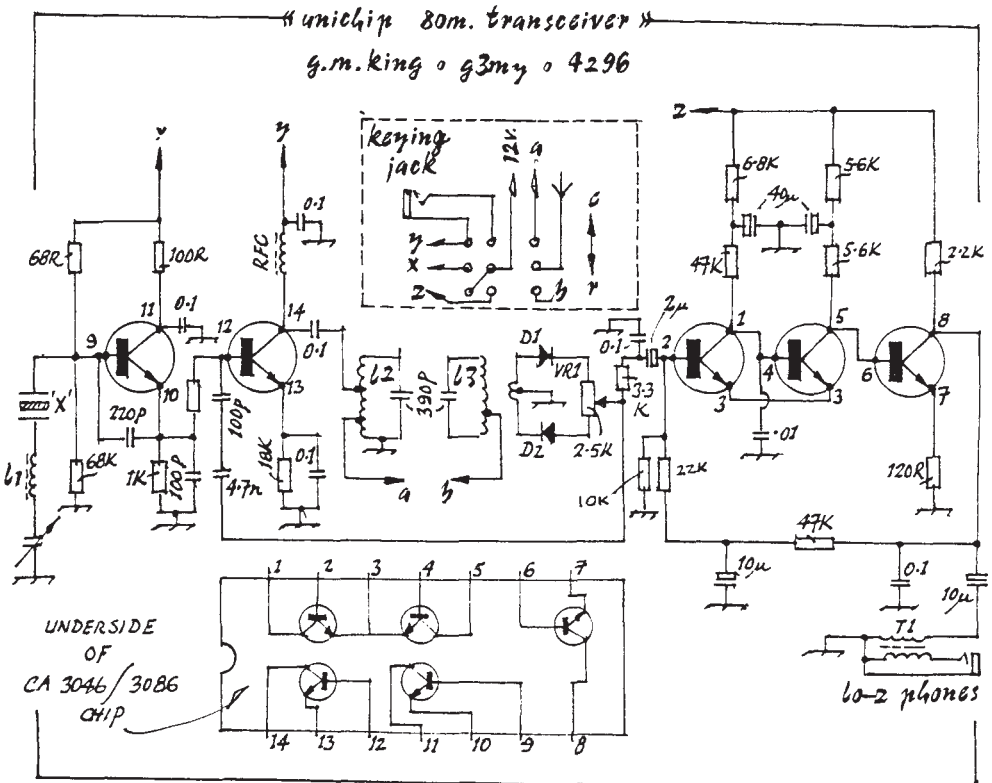 « unichip 80m. transceiver »
g.m.king o g3my o 4296
x
y
z
keying
jack
12v.
a
c
y
x
z
b
r
68R
100R
RFC
0.1
11
0.1
9
10
12
14
0.1
13
'X'
220P
68K
1K
100P
100P
4.7n
18K
0.1
L1
L2
390P
L3
a
b
D1
VR1
D2
2.5K
0.1
2μ
3.3
K
2
6.8K
5.6K
40μ
47K
5.6K
2.2K
1
5
8
4
6
3
3
7
.01
10K
22K
120R
47K
10μ
0.1
10μ
T1
lo-z phones
UNDERSIDE
OF
CA 3046/3086
CHIP
1 2 3 4 5 6 7
14 13 12 11 10 9 8